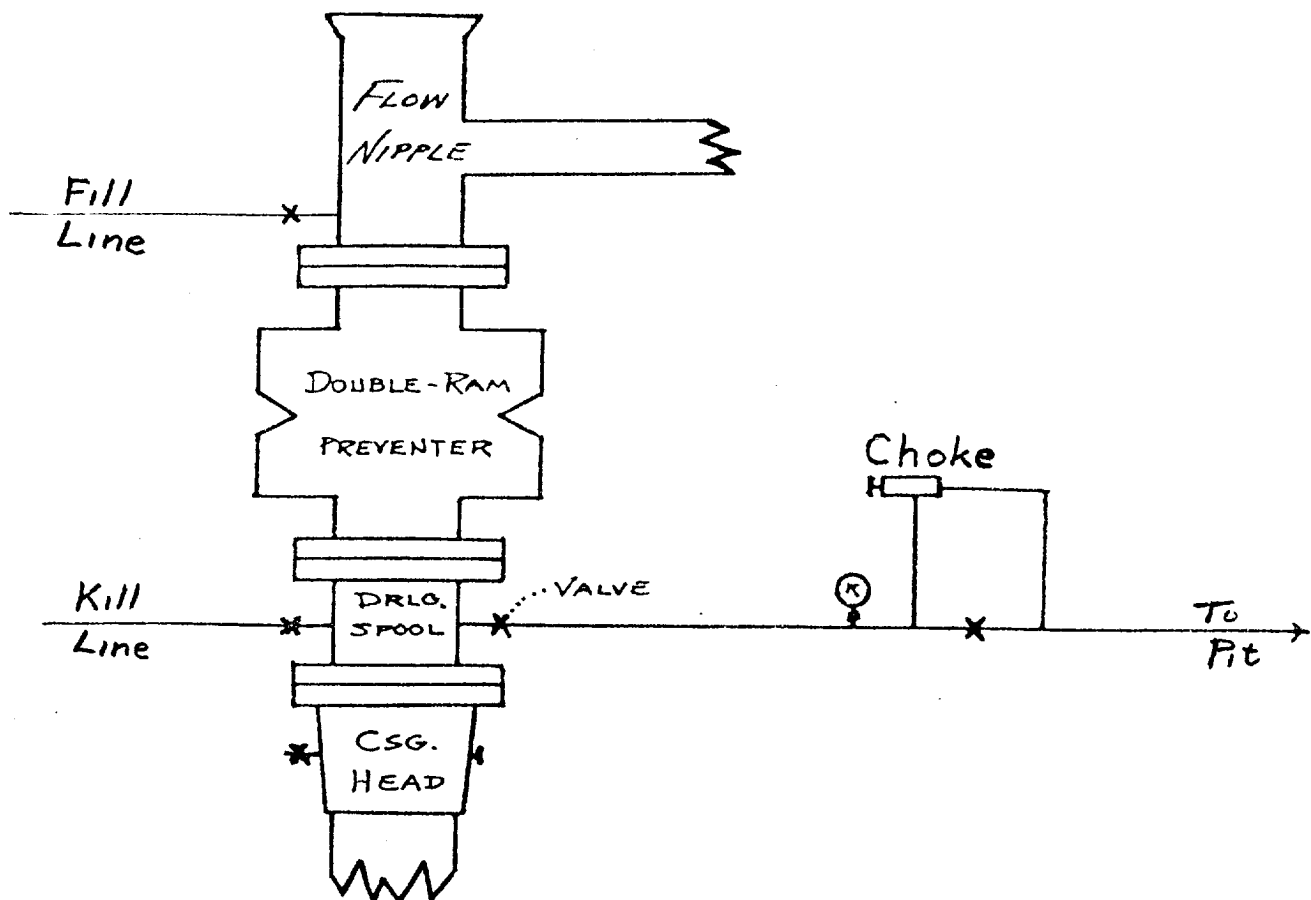 FLOW
NIPPLE
Fill
Line
DOUBLE-RAM
PREVENTER
Choke
Kill
Line
DRLG.
SPOOL
VALVE
To
Pit
CSG.
HEAD